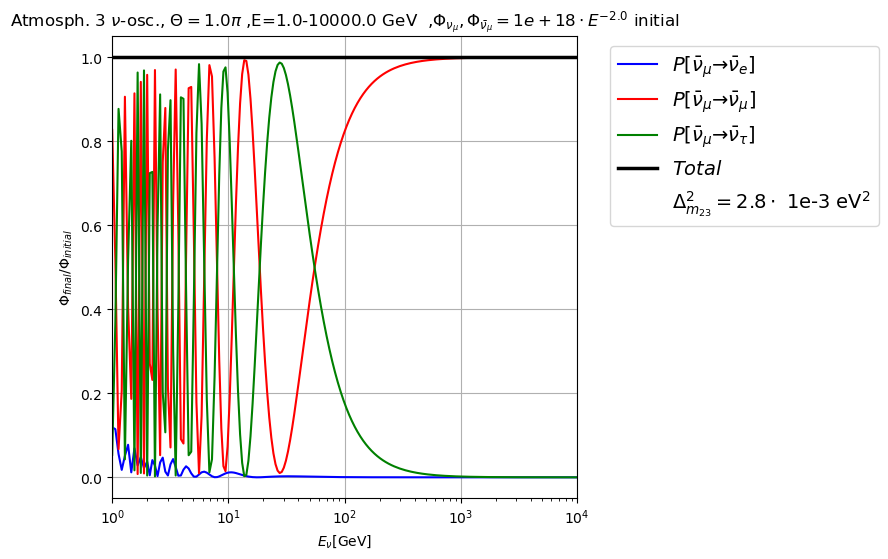 Atmosph. 3 ν-osc., Θ = 1.0π ,E=1.0-10000.0 GeV ,Φ_{ν_μ}, Φ_{ν̄_μ} = 1e + 18 · E^{−2.0} initial
P[ν̄_μ→ν̄_e]
P[ν̄_μ→ν̄_μ]
P[ν̄_μ→ν̄_τ]
Total
Δ²_{m_{23}} = 2.8 · 1e-3 eV²
Φ_{final}/Φ_{initial}
1.0
0.8
0.6
0.4
0.2
0.0
10⁰ 10¹ 10² 10³ 10⁴
E_ν[GeV]